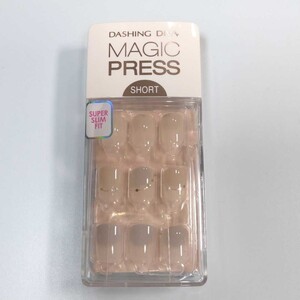 DASHING DIVA
MAGIC
PRESS
SHORT
SUPER
SLIM
FIT